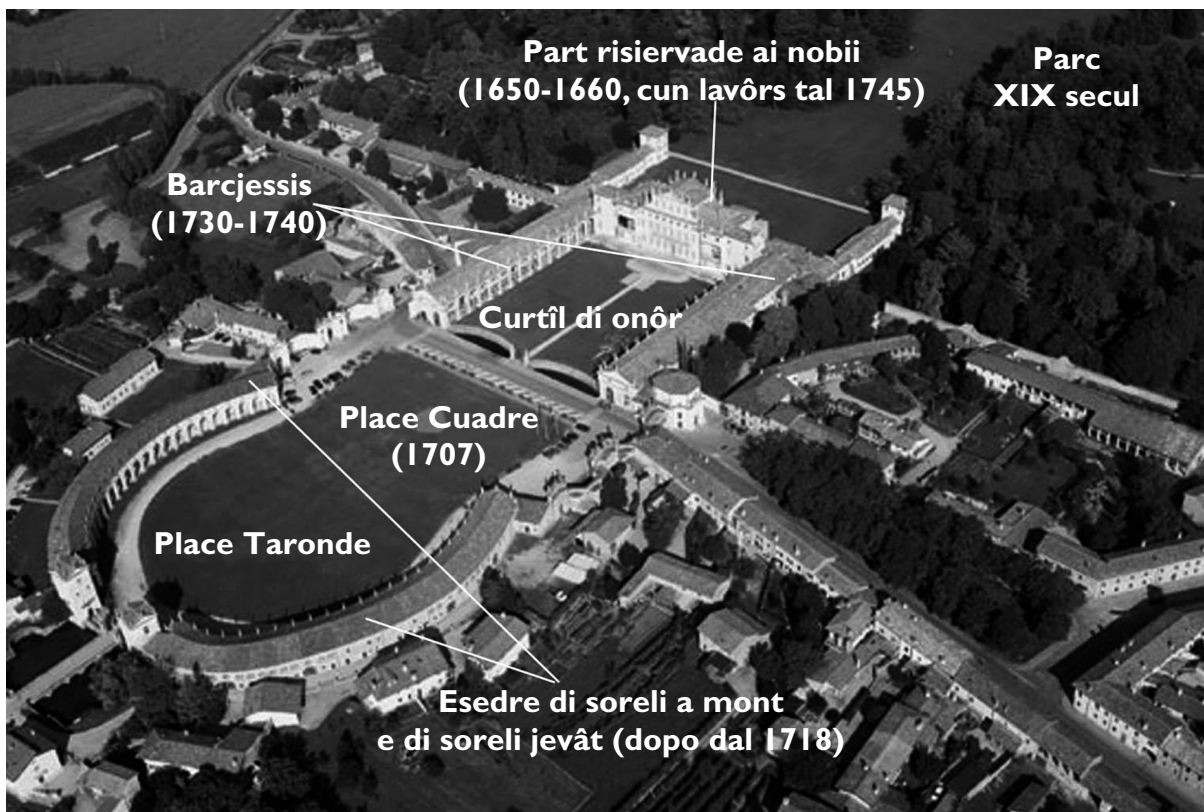 Part risiervade ai nobii
(1650-1660, cun lavôrs tal 1745)
Parc
XIX secul
Barcjessis
(1730-1740)
Curtîl di onôr
Place Cuadre
(1707)
Place Taronde
Esedre di soreli a mont
e di soreli jevât (dopo dal 1718)